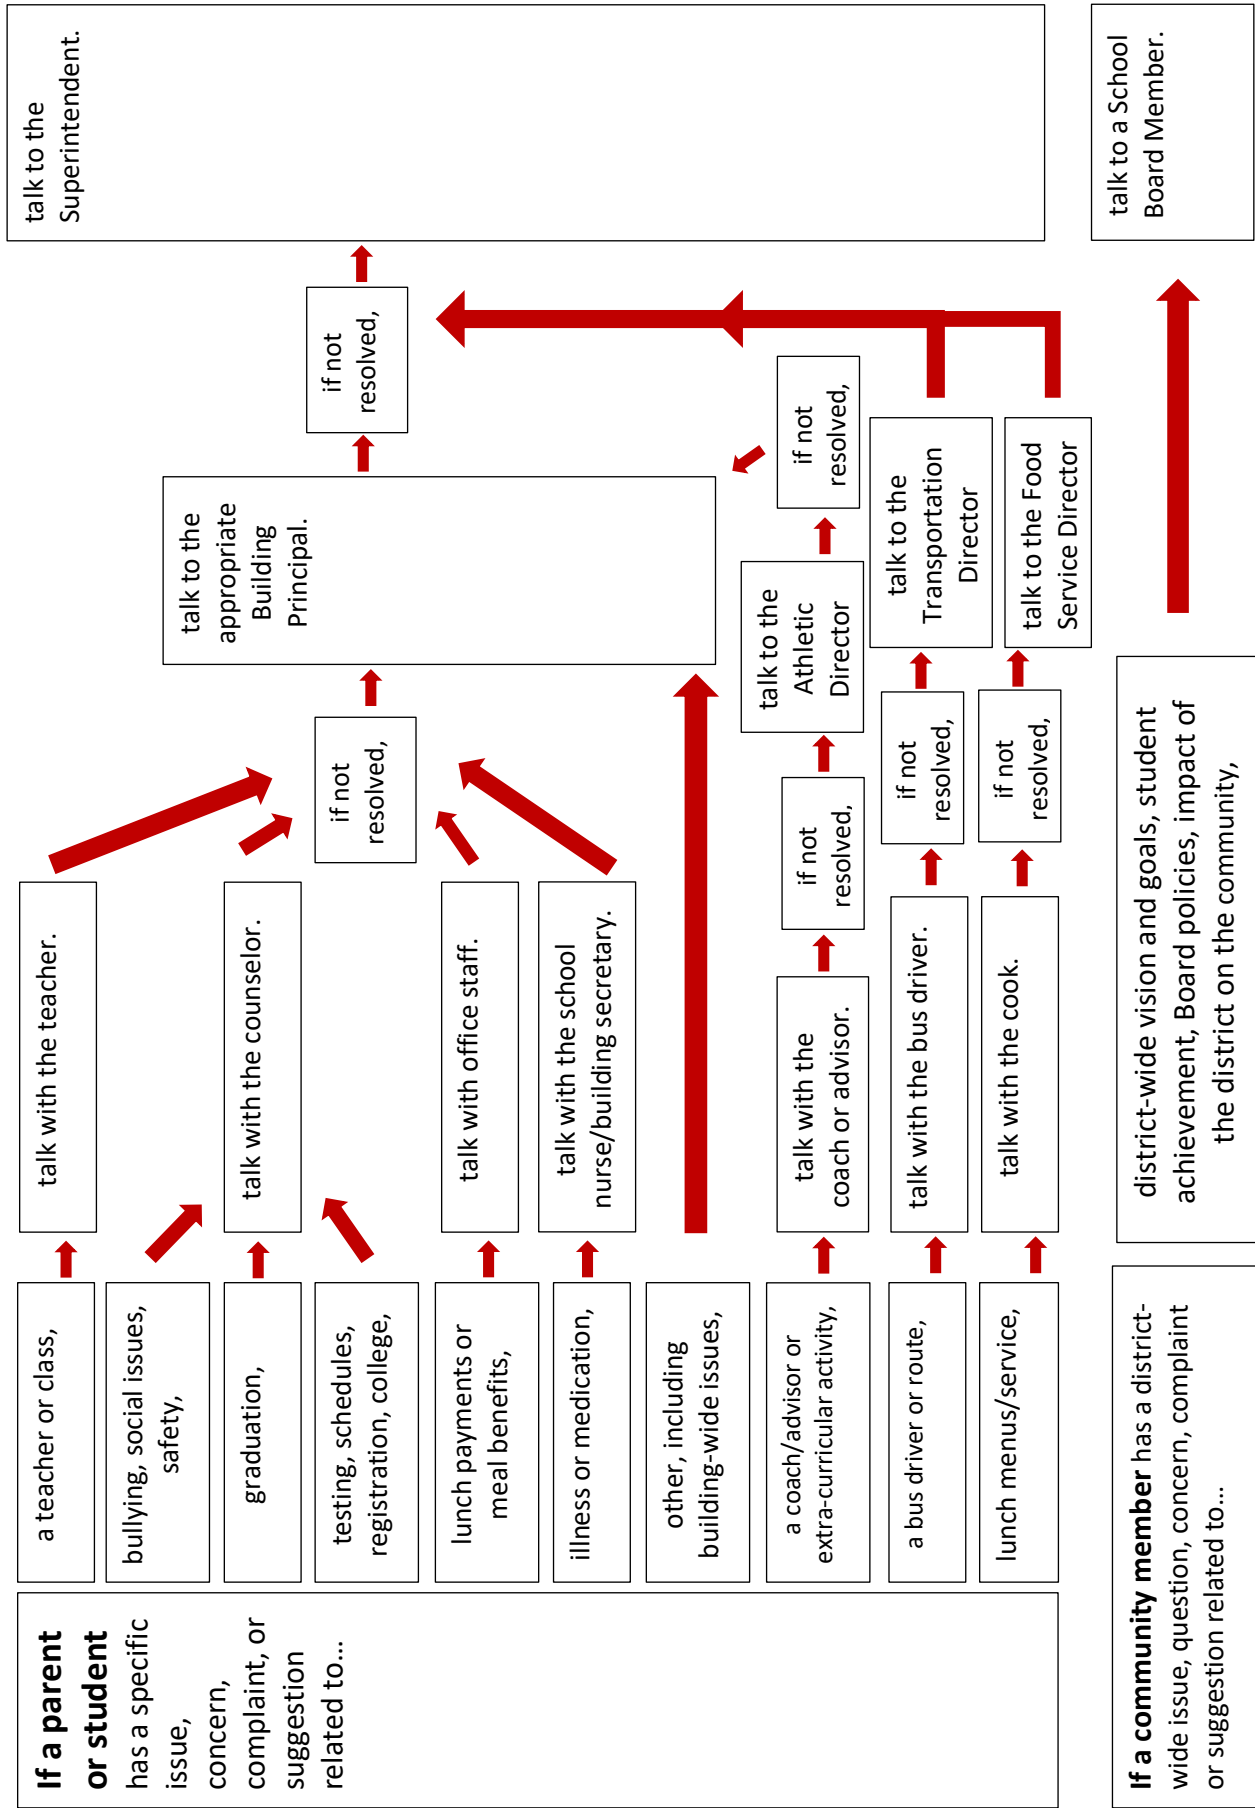 If a parent
or student
has a specific
issue,
concern,
complaint, or
suggestion
related to...
a teacher or class,
talk with the teacher.
bullying, social issues,
safety,
graduation,
testing, schedules,
registration, college,
talk with the counselor.
lunch payments or
meal benefits,
talk with office staff.
illness or medication,
talk with the school
nurse/building secretary.
if not
resolved,
other, including
building-wide issues,
talk to the
appropriate
Building
Principal.
if not
resolved,
talk to the
Superintendent.
a coach/advisor or
extra-curricular activity,
talk with the
coach or advisor.
if not
resolved,
talk to the
Athletic
Director
if not
resolved,
a bus driver or route,
talk with the bus driver.
if not
resolved,
talk to the
Transportation
Director
lunch menus/service,
talk with the cook.
if not
resolved,
talk to the Food
Service Director
If a community member has a district-
wide issue, question, concern, complaint
or suggestion related to...
district-wide vision and goals, student
achievement, Board policies, impact of
the district on the community,
talk to a School
Board Member.